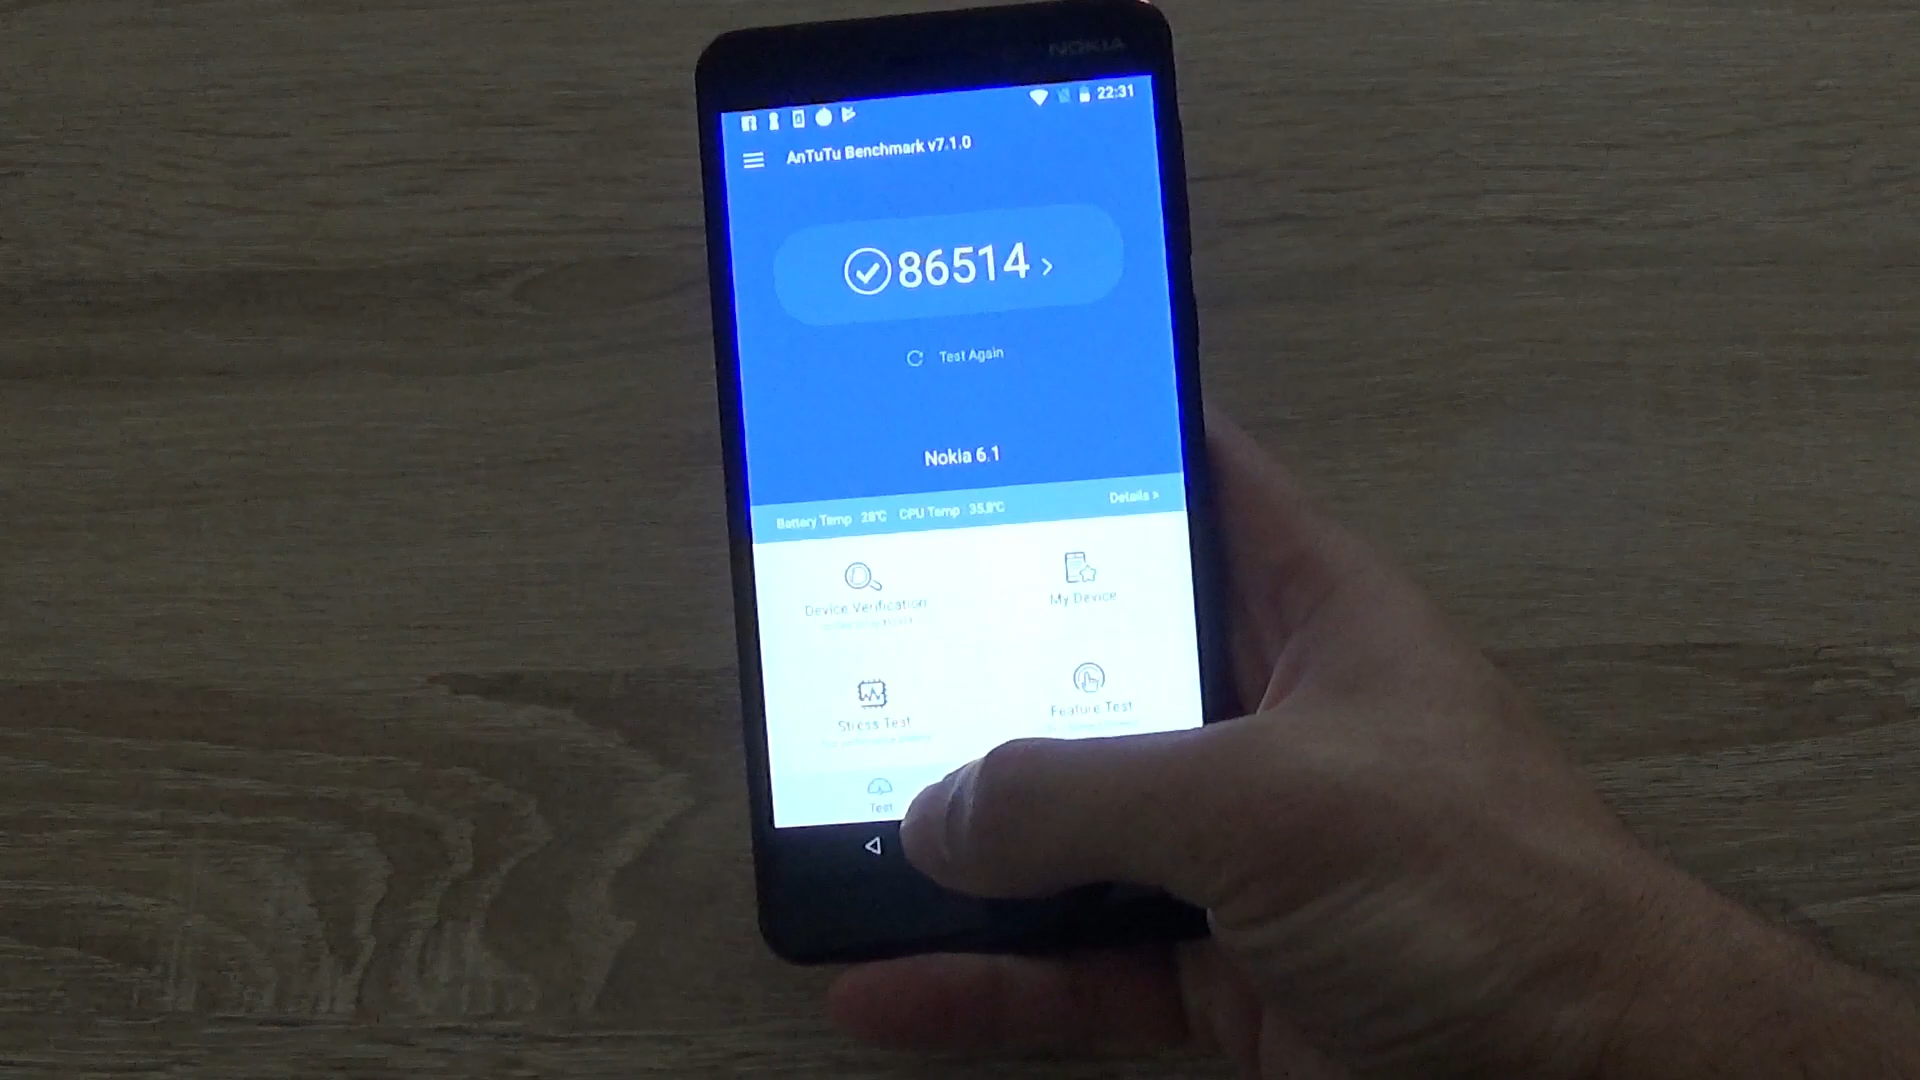 NOKIA
22:31
AnTuTu Benchmark v7.1.0
86514 >
Test Again
Nokia 6.1
Battery Temp : 28℃ CPU Temp : 35.8℃ Details »
Device Verification
My Device
Stress Test
Feature Test
Test